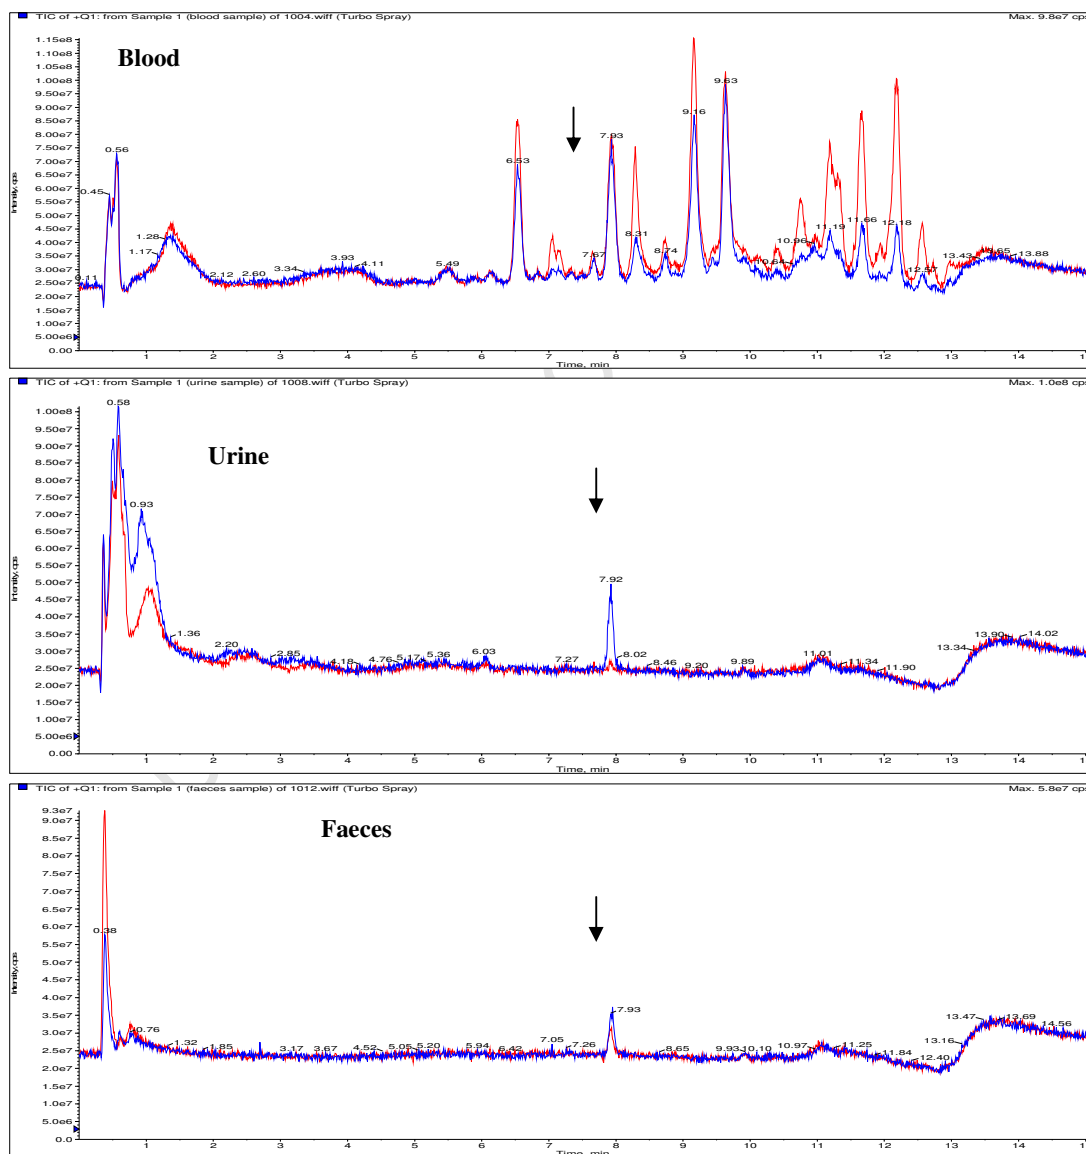 TIC of +Q1: from Sample 1 (blood sample) of 1004.wiff (Turbo Spray) Max. 9.8e7 cps
Blood
Intensity, cps
1.15e8
1.10e8
1.05e8
1.00e8
9.50e7
9.00e7
8.50e7
8.00e7
7.50e7
7.00e7
6.50e7
6.00e7
5.50e7
5.00e7
4.50e7
4.00e7
3.50e7
3.00e7
2.50e7
2.00e7
1.50e7
1.00e7
5.00e6
0.00
0.11 0.45 0.56 1.17 1.28 2.12 2.60 3.34 3.93 4.11 5.49 6.53 7.67 7.93 8.31 8.74 9.16 9.63 10.96 11.19 11.66 12.18 12.57 13.43 13.88
1 2 3 4 5 6 7 8 9 10 11 12 13 14 15
Time, min
TIC of +Q1: from Sample 1 (urine sample) of 1008.wiff (Turbo Spray) Max. 1.0e8 cps
Urine
Intensity, cps
1.00e8
9.50e7
9.00e7
8.50e7
8.00e7
7.50e7
7.00e7
6.50e7
6.00e7
5.50e7
5.00e7
4.50e7
4.00e7
3.50e7
3.00e7
2.50e7
2.00e7
1.50e7
1.00e7
5.00e6
0.00
0.58 0.93 1.36 2.20 2.85 4.18 4.76 5.17 5.36 6.03 7.27 7.92 8.02 8.46 9.20 9.89 11.01 11.34 11.90 13.34 13.90 14.02
1 2 3 4 5 6 7 8 9 10 11 12 13 14 15
Time, min
TIC of +Q1: from Sample 1 (faeces sample) of 1012.wiff (Turbo Spray) Max. 5.8e7 cps
Faeces
Intensity, cps
9.3e7
9.0e7
8.5e7
8.0e7
7.5e7
7.0e7
6.5e7
6.0e7
5.5e7
5.0e7
4.5e7
4.0e7
3.5e7
3.0e7
2.5e7
2.0e7
1.5e7
1.0e7
5.0e6
0.0
0.38 0.76 1.32 1.85 3.17 3.67 4.52 5.05 5.20 5.94 6.42 7.05 7.26 7.93 8.65 9.93 10.10 10.97 11.25 11.84 12.40 13.16 13.47 13.69 14.56
1 2 3 4 5 6 7 8 9 10 11 12 13 14 15
Time, min